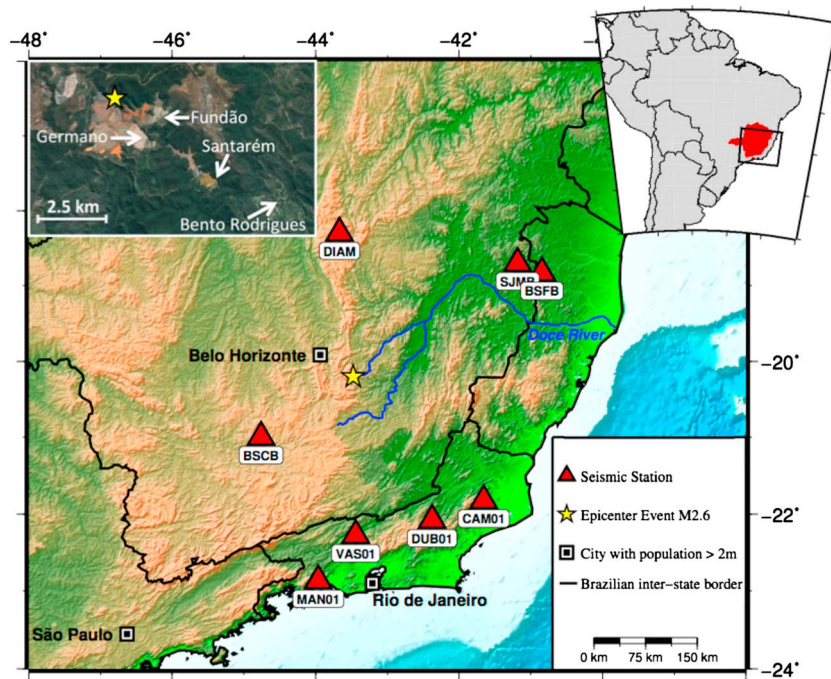 −48
−46
−44
−42
Fundão
Germano
Santarém
2.5 km
Bento Rodrigues
DIAM
SJMB
BSFB
Doce River
Belo Horizonte
−20
BSCB
Seismic Station
CAM01
Epicenter Event M2.6
−22
DUB01
VAS01
City with population > 2m
MAN01
Rio de Janeiro
Brazilian inter−state border
São Paulo
0 km 75 km 150 km
−24